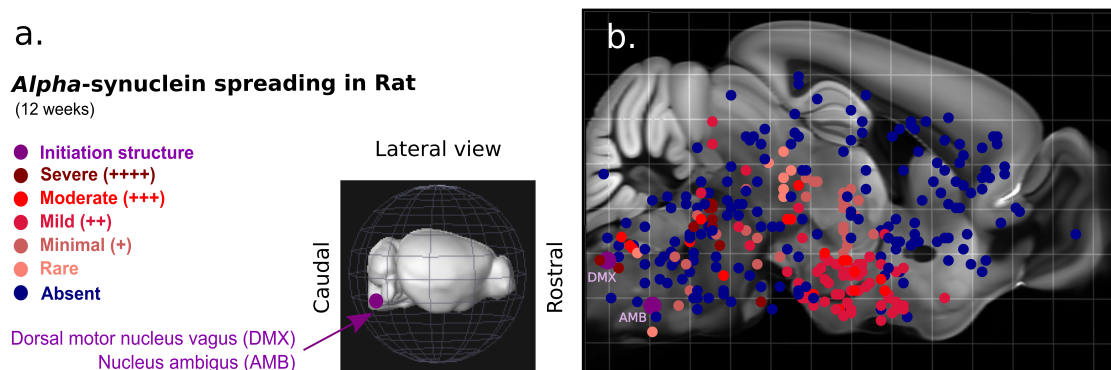 a.
Alpha-synuclein spreading in Rat
(12 weeks)
Initiation structure
Severe (++++)
Moderate (+++)
Mild (++)
Minimal (+)
Rare
Absent
Lateral view
Caudal
Rostral
Dorsal motor nucleus vagus (DMX)
Nucleus ambigus (AMB)
b.
DMX
AMB